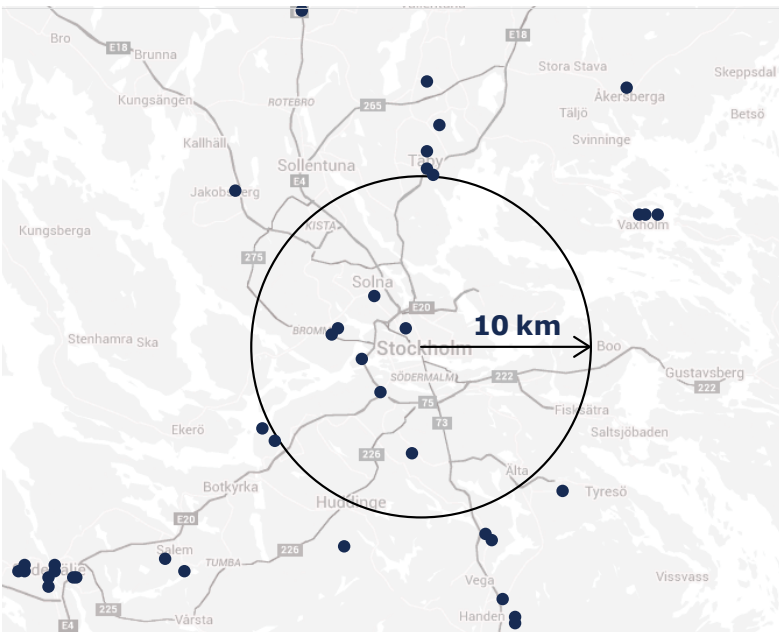 E18
Bro
E18
Brunna
Stora Stava
Skeppsdal
Kungsängen
ROTEBRO
265
Åkersberga
Täljö
Betsö
Kallhäll
Svinninge
Sollentuna
Täby
E4
Jakobsberg
Vaxholm
KISTA
Kungsberga
275
Solna
E20
10 km
BROMMA
Stenhamra
Ska
Stockholm
Boo
SÖDERMALM
222
Gustavsberg
222
75
Fisksätra
73
Ekerö
Saltsjöbaden
226
Älta
Botkyrka
Tyresö
Huddinge
E20
Salem
226
TUMBA
Vega
Vissvass
225
Vårsta
Handen
E4